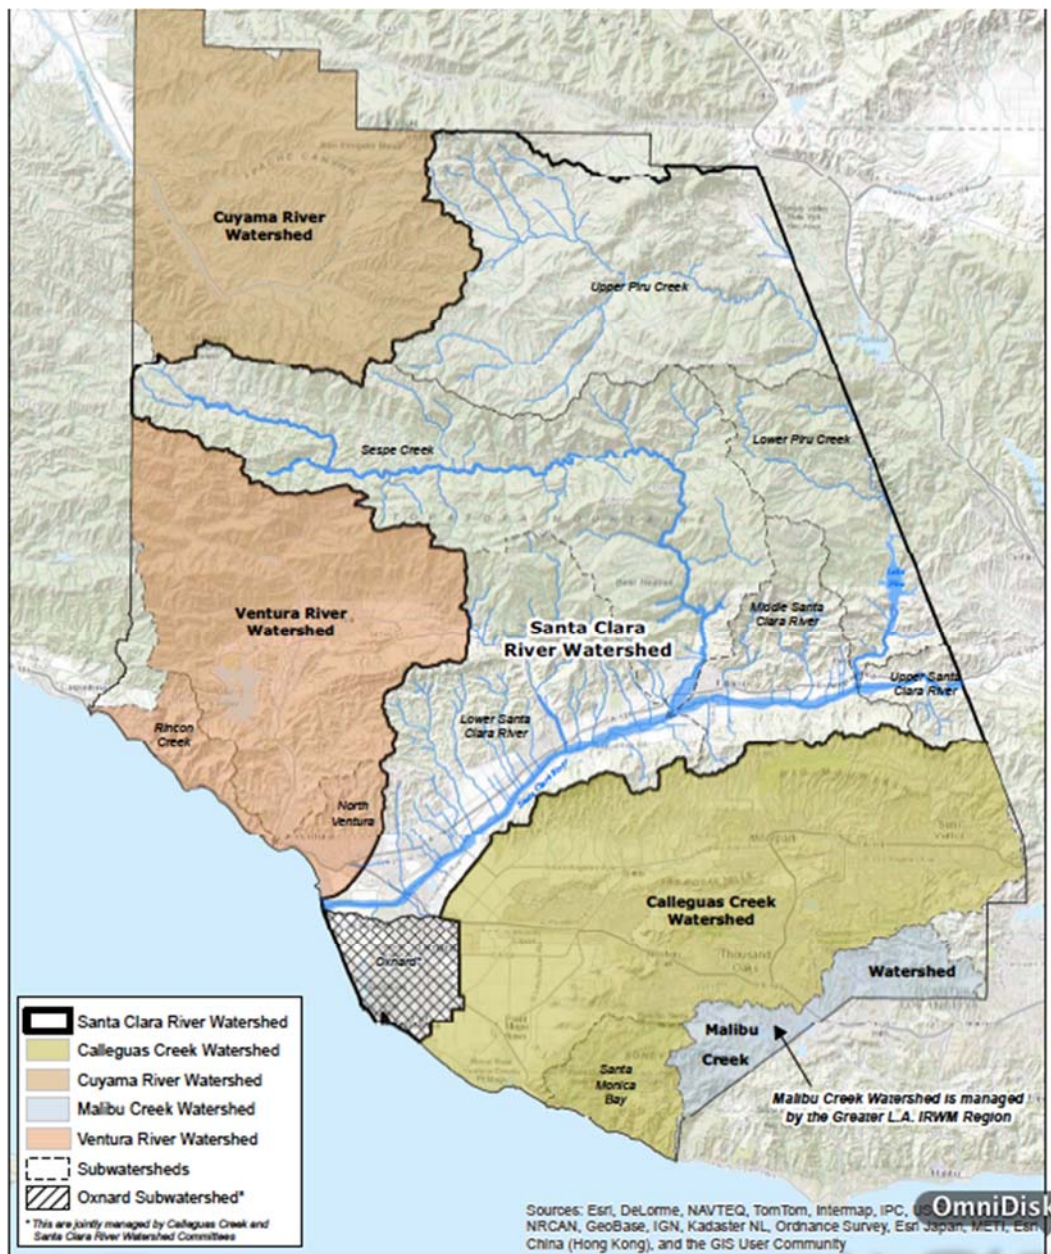 Cuyama River
Watershed
Upper Piru Creek
Sespe Creek
Lower Piru Creek
Ventura River
Watershed
Santa Clara
River Watershed
Middle Santa
Clara River
Lake
Piru
Upper Santa
Clara River
Lower Santa
Clara River
Santa Clara River
Rincon
Creek
North
Ventura
Calleguas Creek
Watershed
Thousand
Oaks
Oxnard*
Watershed
Malibu
Creek
Santa
Monica
Bay
Malibu Creek Watershed is managed
by the Greater L.A. IRWM Region
Santa Clara River Watershed
Calleguas Creek Watershed
Cuyama River Watershed
Malibu Creek Watershed
Ventura River Watershed
Subwatersheds
Oxnard Subwatershed*
* This are jointly managed by Calleguas Creek and
Santa Clara River Watershed Committees
Sources: Esri, DeLorme, NAVTEQ, TomTom, Intermap, iPC,
NRCAN, GeoBase, IGN, Kadaster NL, Ordnance Survey, Esri Japan, METI, Esri
China (Hong Kong), and the GIS User Community
OmniDisk